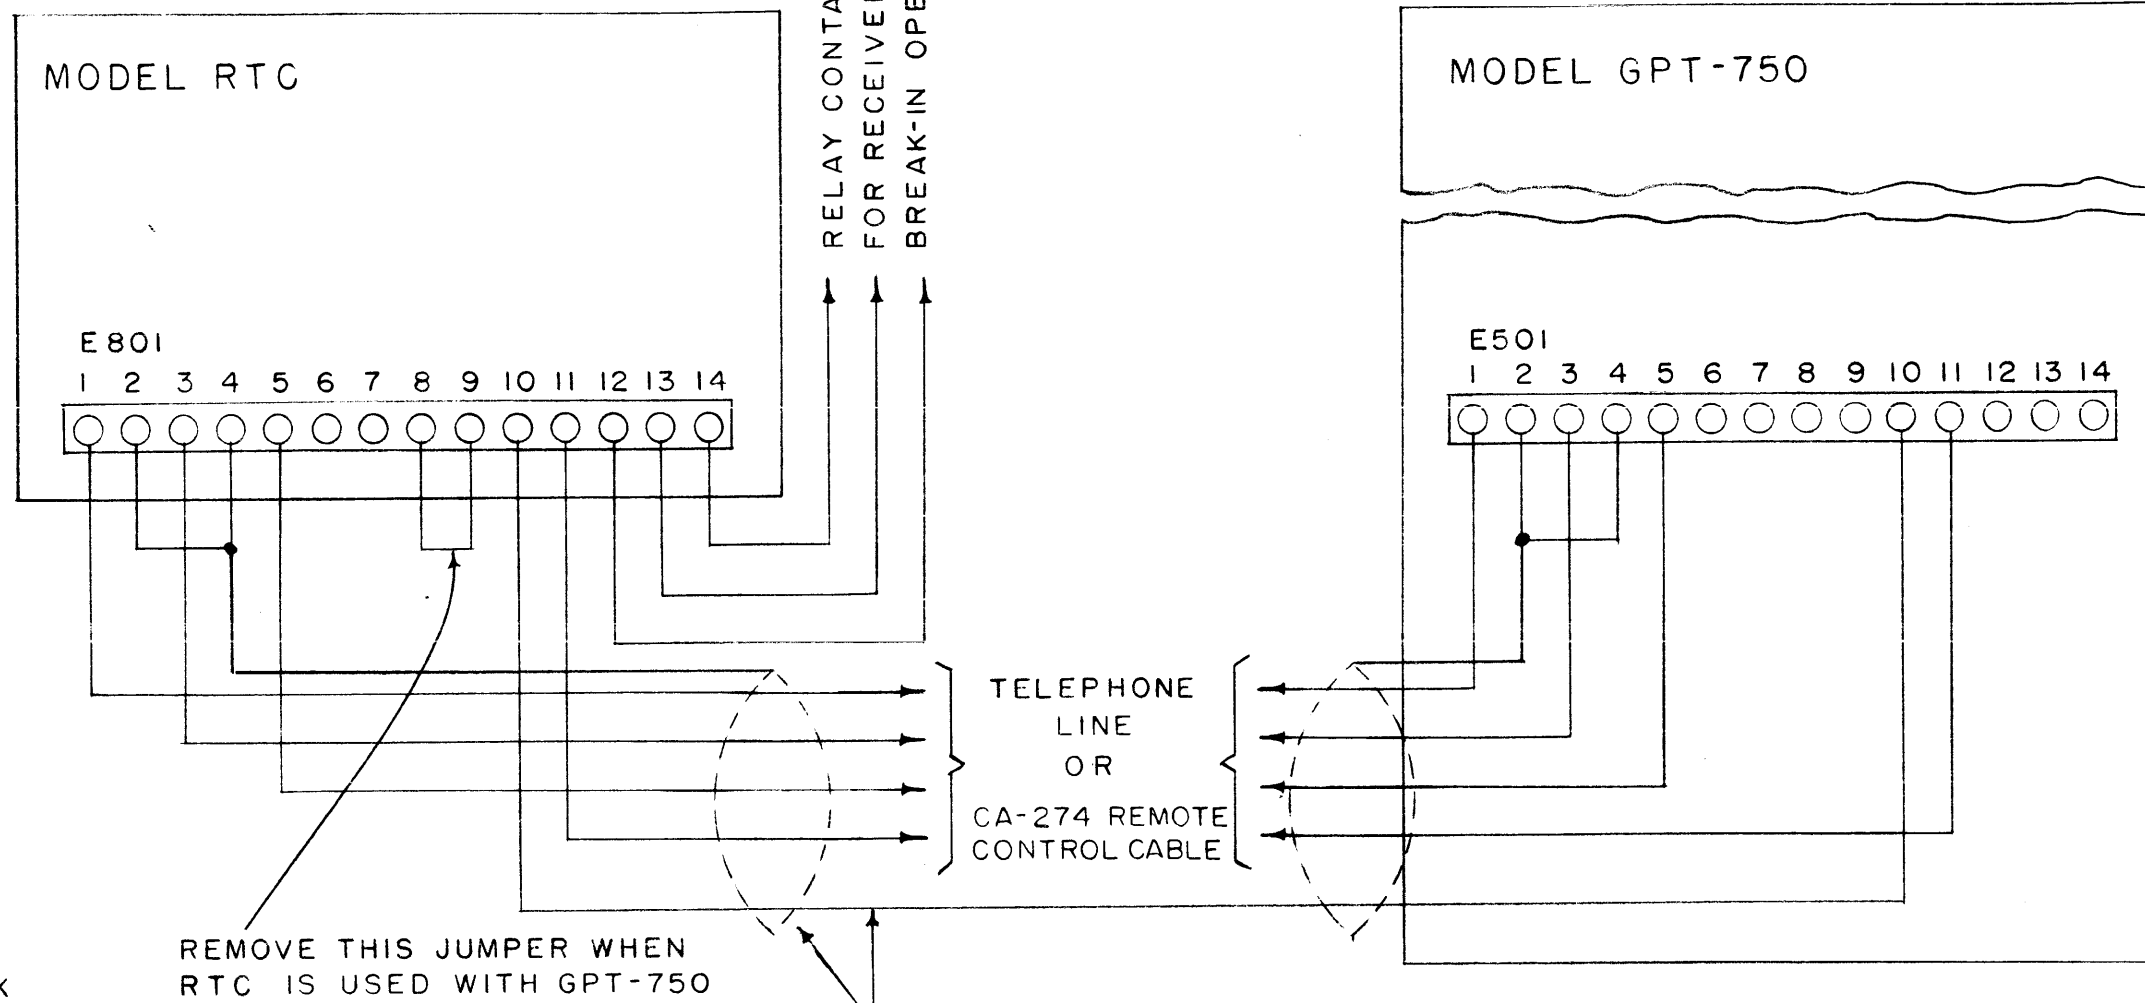 MODEL RTC
RELAY
FOR
BREAK-IN
MODEL GPT-750
E801
1 2 3 4 5 6 7 8 9 10 11 12 13 14
E501
1 2 3 4 5 6 7 8 9 10 11 12 13 14
TELEPHONE
LINE
OR
CA-274 REMOTE
CONTROL CABLE
REMOVE THIS JUMPER WHEN
RTC IS USED WITH GPT-750